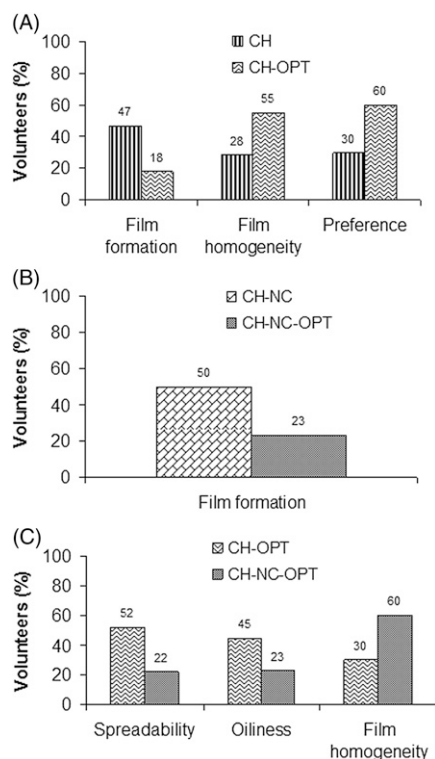 (A)
Volunteers (%)
100
80
60
40
20
0
CH
CH-OPT
47
18
28
55
30
60
Film formation
Film homogeneity
Preference
(B)
Volunteers (%)
100
80
60
40
20
0
CH-NC
CH-NC-OPT
50
23
Film formation
(C)
Volunteers (%)
100
80
60
40
20
0
CH-OPT
CH-NC-OPT
52
22
45
23
30
60
Spreadability
Oiliness
Film
homogeneity